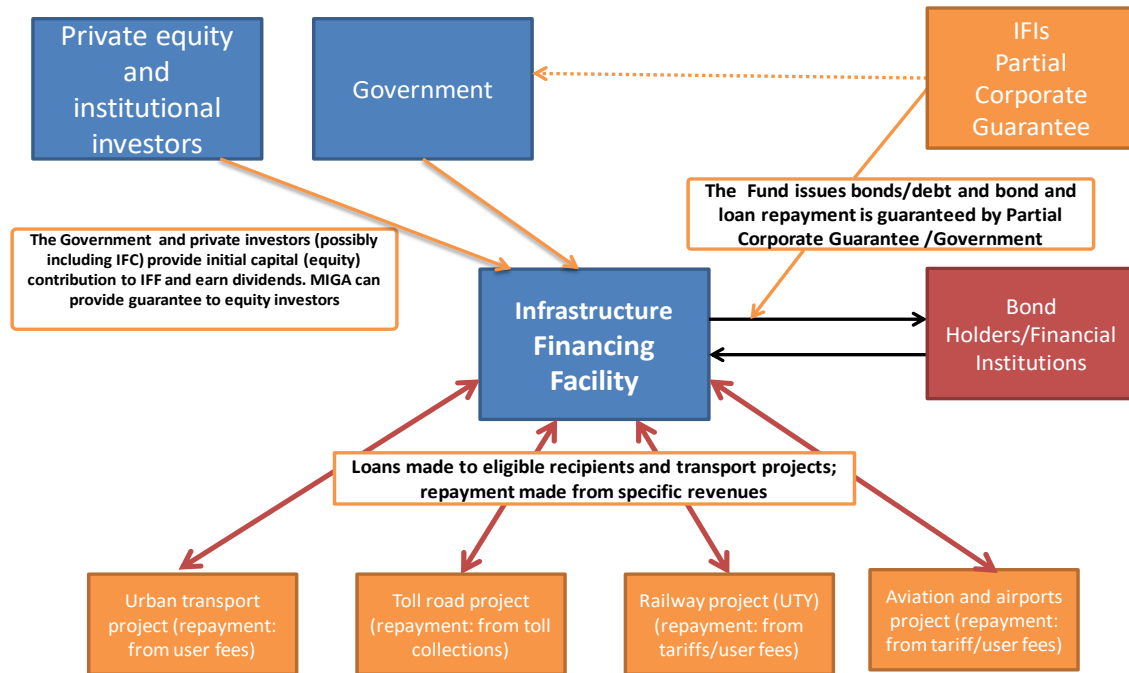 Private equity
and
institutional
investors
Government
IFIs
Partial
Corporate
Guarantee
The Fund issues bonds/debt and bond and
loan repayment is guaranteed by Partial
Corporate Guarantee /Government
The Government and private investors (possibly
including IFC) provide initial capital (equity)
contribution to IFF and earn dividends. MIGA can
provide guarantee to equity investors
Infrastructure
Financing
Facility
Bond
Holders/Financial
Institutions
Loans made to eligible recipients and transport projects;
repayment made from specific revenues
Urban transport
project (repayment:
from user fees)
Toll road project
(repayment: from toll
collections)
Railway project (UTY)
(repayment: from
tariffs/user fees)
Aviation and airports
project (repayment:
from tariff/user fees)